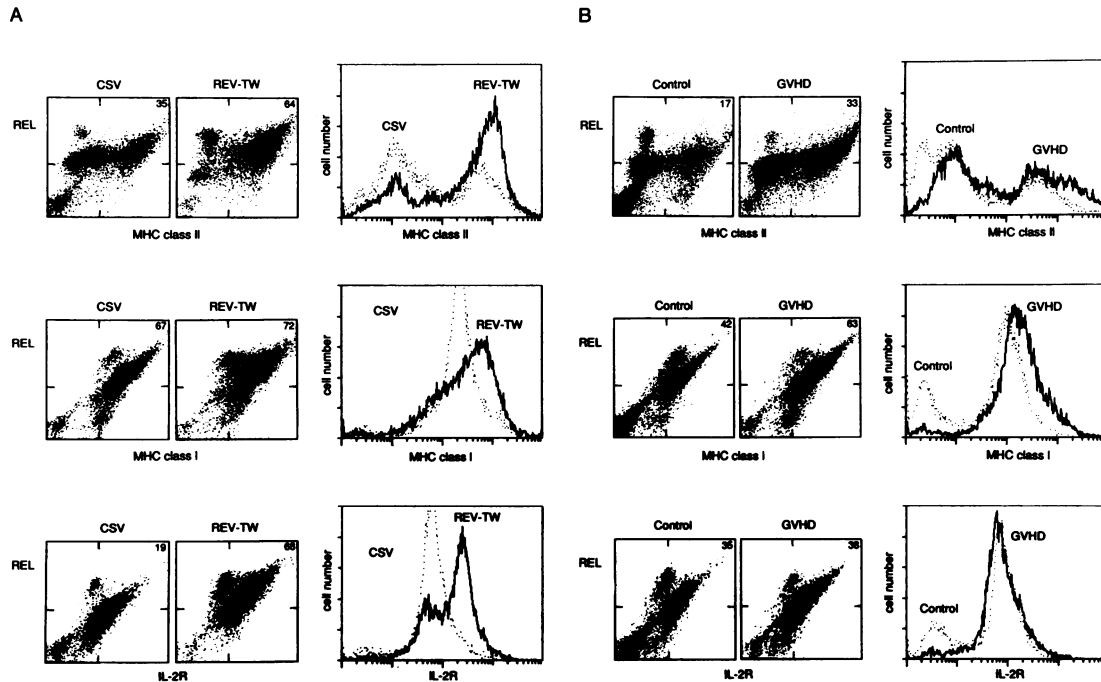 A
B
CSV
REV-TW
REL
35
64
MHC class II
cell number
CSV
REV-TW
MHC class II
Control
GVHD
REL
17
33
MHC class II
cell number
Control
GVHD
MHC class II
CSV
REV-TW
REL
67
72
MHC class I
cell number
CSV
REV-TW
MHC class I
Control
GVHD
REL
42
63
MHC class I
cell number
Control
GVHD
MHC class I
CSV
REV-TW
REL
19
68
IL-2R
cell number
CSV
REV-TW
IL-2R
Control
GVHD
REL
35
38
IL-2R
cell number
Control
GVHD
IL-2R